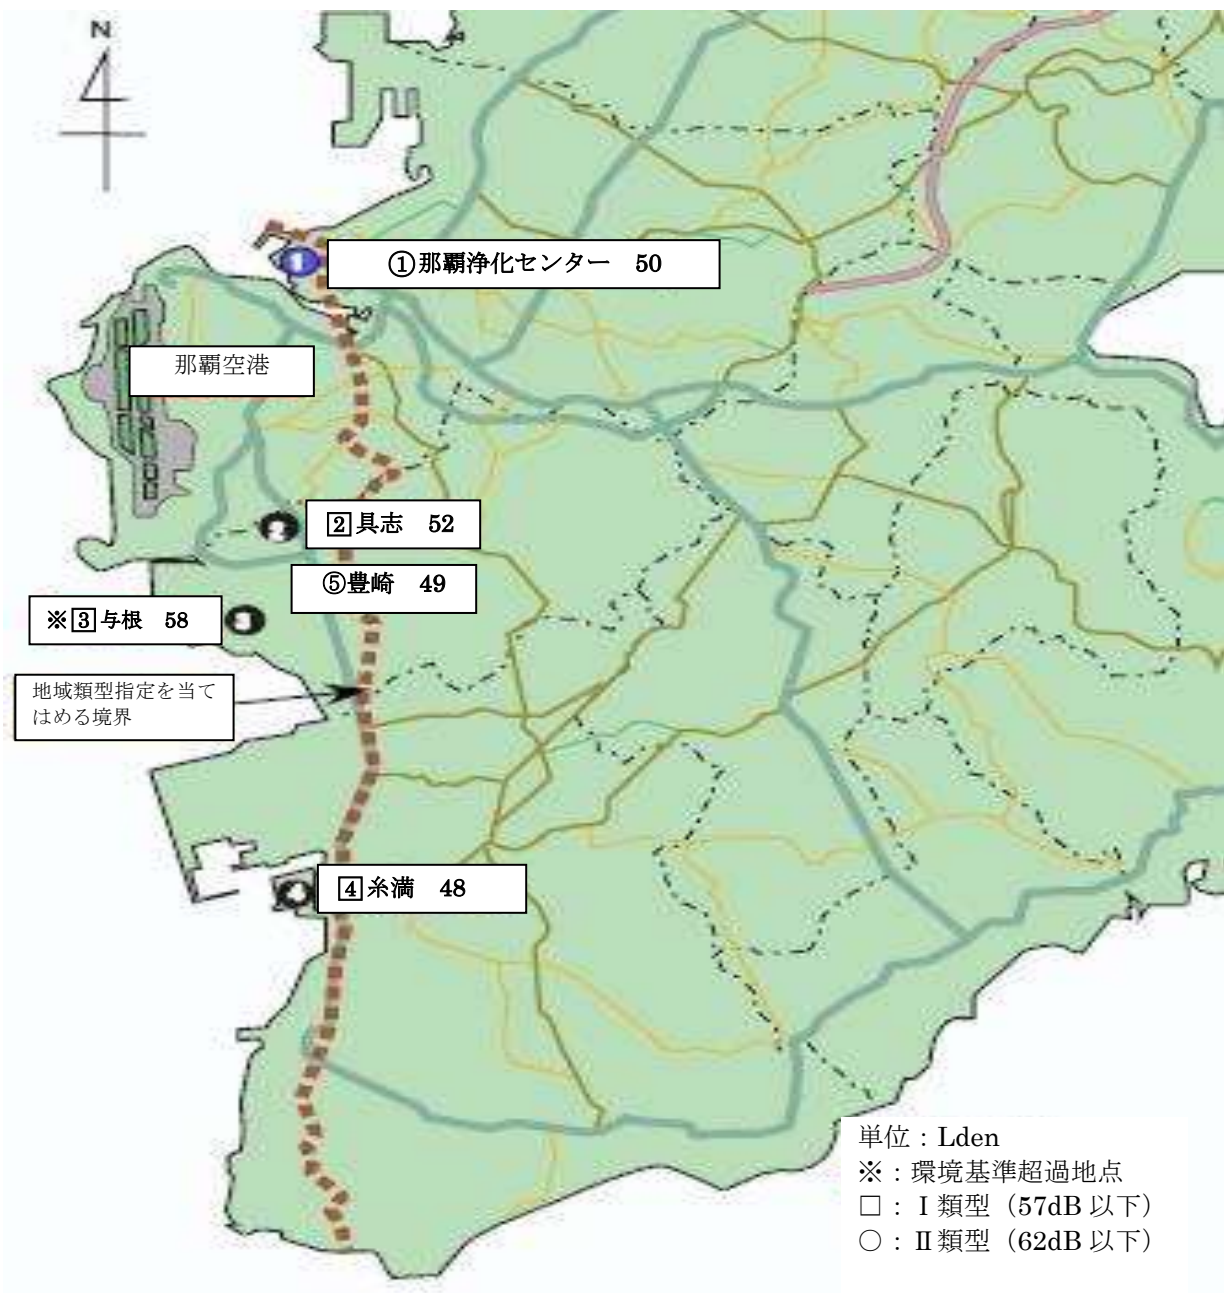 N
①那覇浄化センター 50
那覇空港
2 具志 52
⑤豊崎 49
※3 与根 58
地域類型指定を当て
はめる境界
4 糸満 48
単位：Lden
※：環境基準超過地点
□：Ⅰ類型（57dB 以下）
○：Ⅱ類型（62dB 以下）